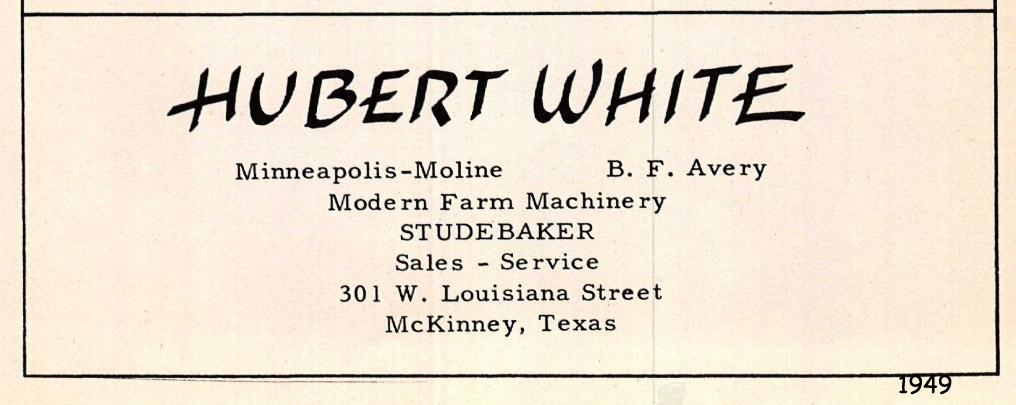 HUBERT WHITE
Minneapolis-Moline B. F. Avery
Modern Farm Machinery
STUDEBAKER
Sales - Service
301 W. Louisiana Street
McKinney, Texas
1949